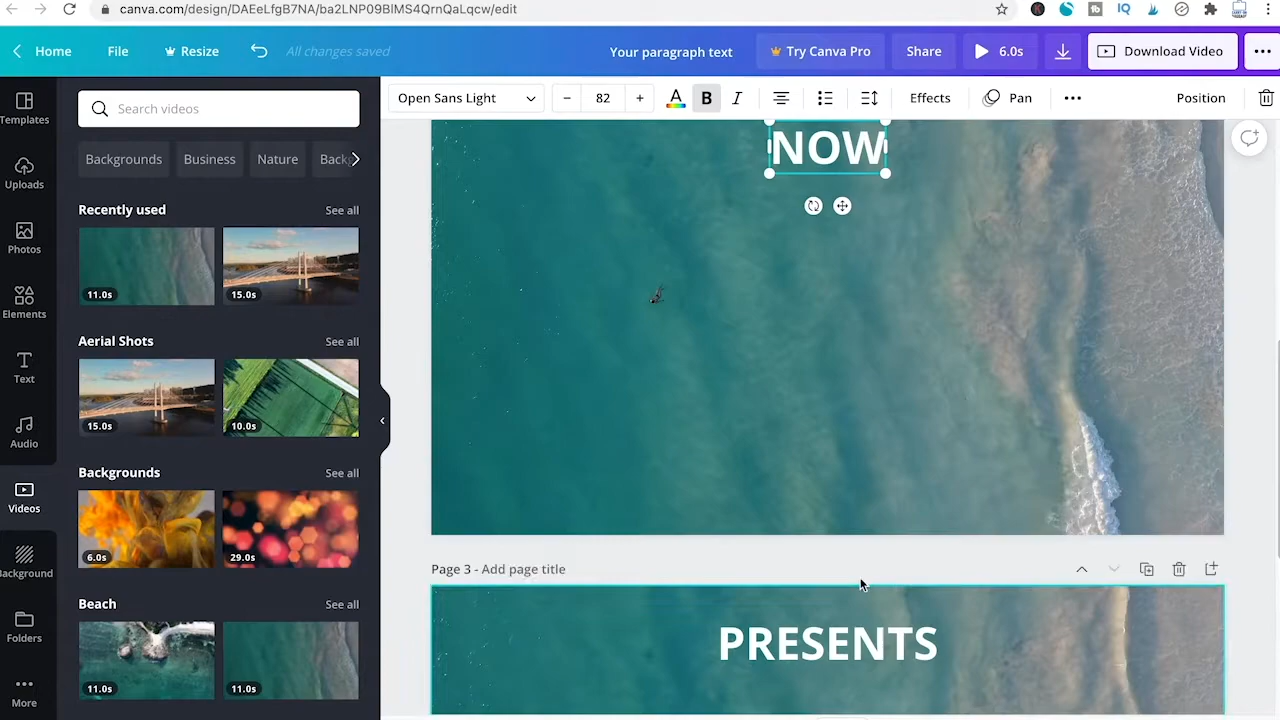 canva.com/design/DAEeLfgB7NA/ba2LNP09BlMS4QrnQaLqcw/edit
Home File Resize All changes saved Your paragraph text Try Canva Pro Share 6.0s Download Video
Templates
Uploads
Photos
Elements
Text
Audio
Videos
Background
Folders
More
Search videos
Backgrounds Business Nature
Recently used See all
11.0s 15.0s
Aerial Shots See all
15.0s 10.0s
Backgrounds See all
6.0s 29.0s
Beach See all
11.0s 11.0s
Open Sans Light 82 A B I Effects Pan Position
NOW
Page 3 - Add page title
PRESENTS